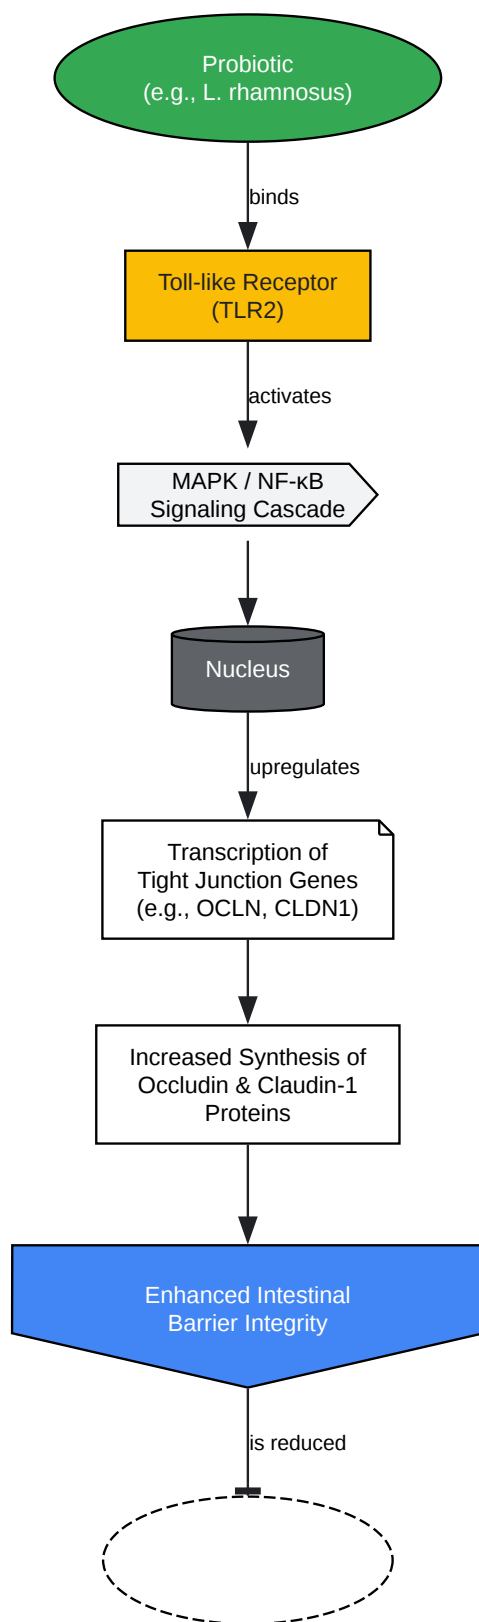 Probiotic
(e.g., L. rhamnosus)
binds
Toll-like Receptor
(TLR2)
activates
MAPK / NF-κB
Signaling Cascade
Nucleus
upregulates
Transcription of
Tight Junction Genes
(e.g., OCLN, CLDN1)
Increased Synthesis of
Occludin & Claudin-1
Proteins
Enhanced Intestinal
Barrier Integrity
is reduced